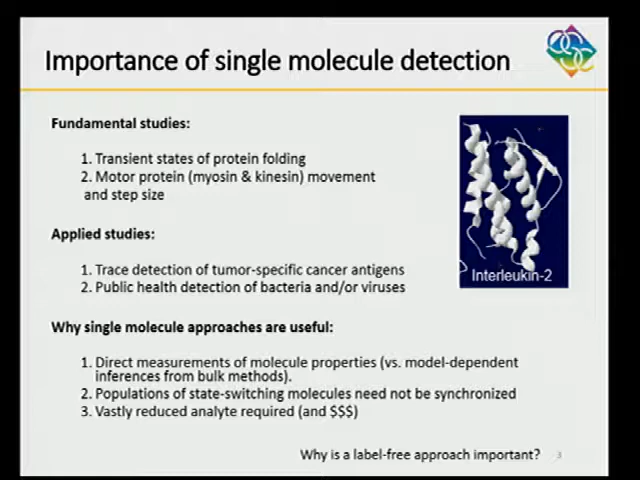 Importance of single molecule detection
Fundamental studies:
1. Transient states of protein folding
2. Motor protein (myosin & kinesin) movement
and step size
Applied studies:
1. Trace detection of tumor-specific cancer antigens
2. Public health detection of bacteria and/or viruses
Interleukin-2
Why single molecule approaches are useful:
1. Direct measurements of molecule properties (vs. model-dependent
inferences from bulk methods).
2. Populations of state-switching molecules need not be synchronized
3. Vastly reduced analyte required (and $$$)
Why is a label-free approach important?
3